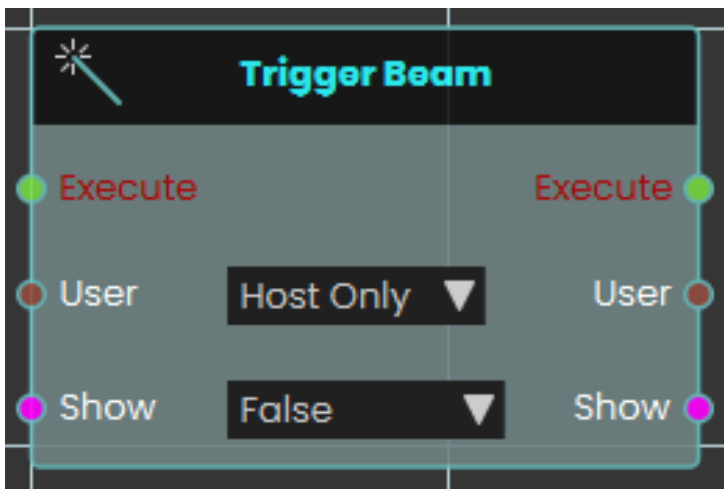 Trigger Beam
Execute Execute
User Host Only User
Show False Show